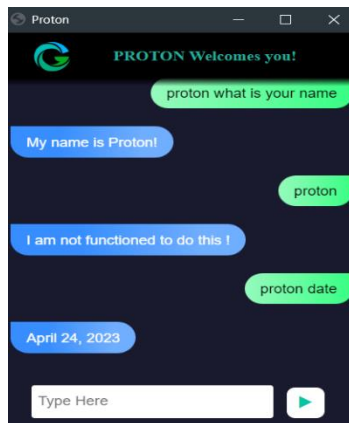 Proton
PROTON Welcomes you!
proton what is your name
My name is Proton!
proton
I am not functioned to do this !
proton date
April 24, 2023
Type Here